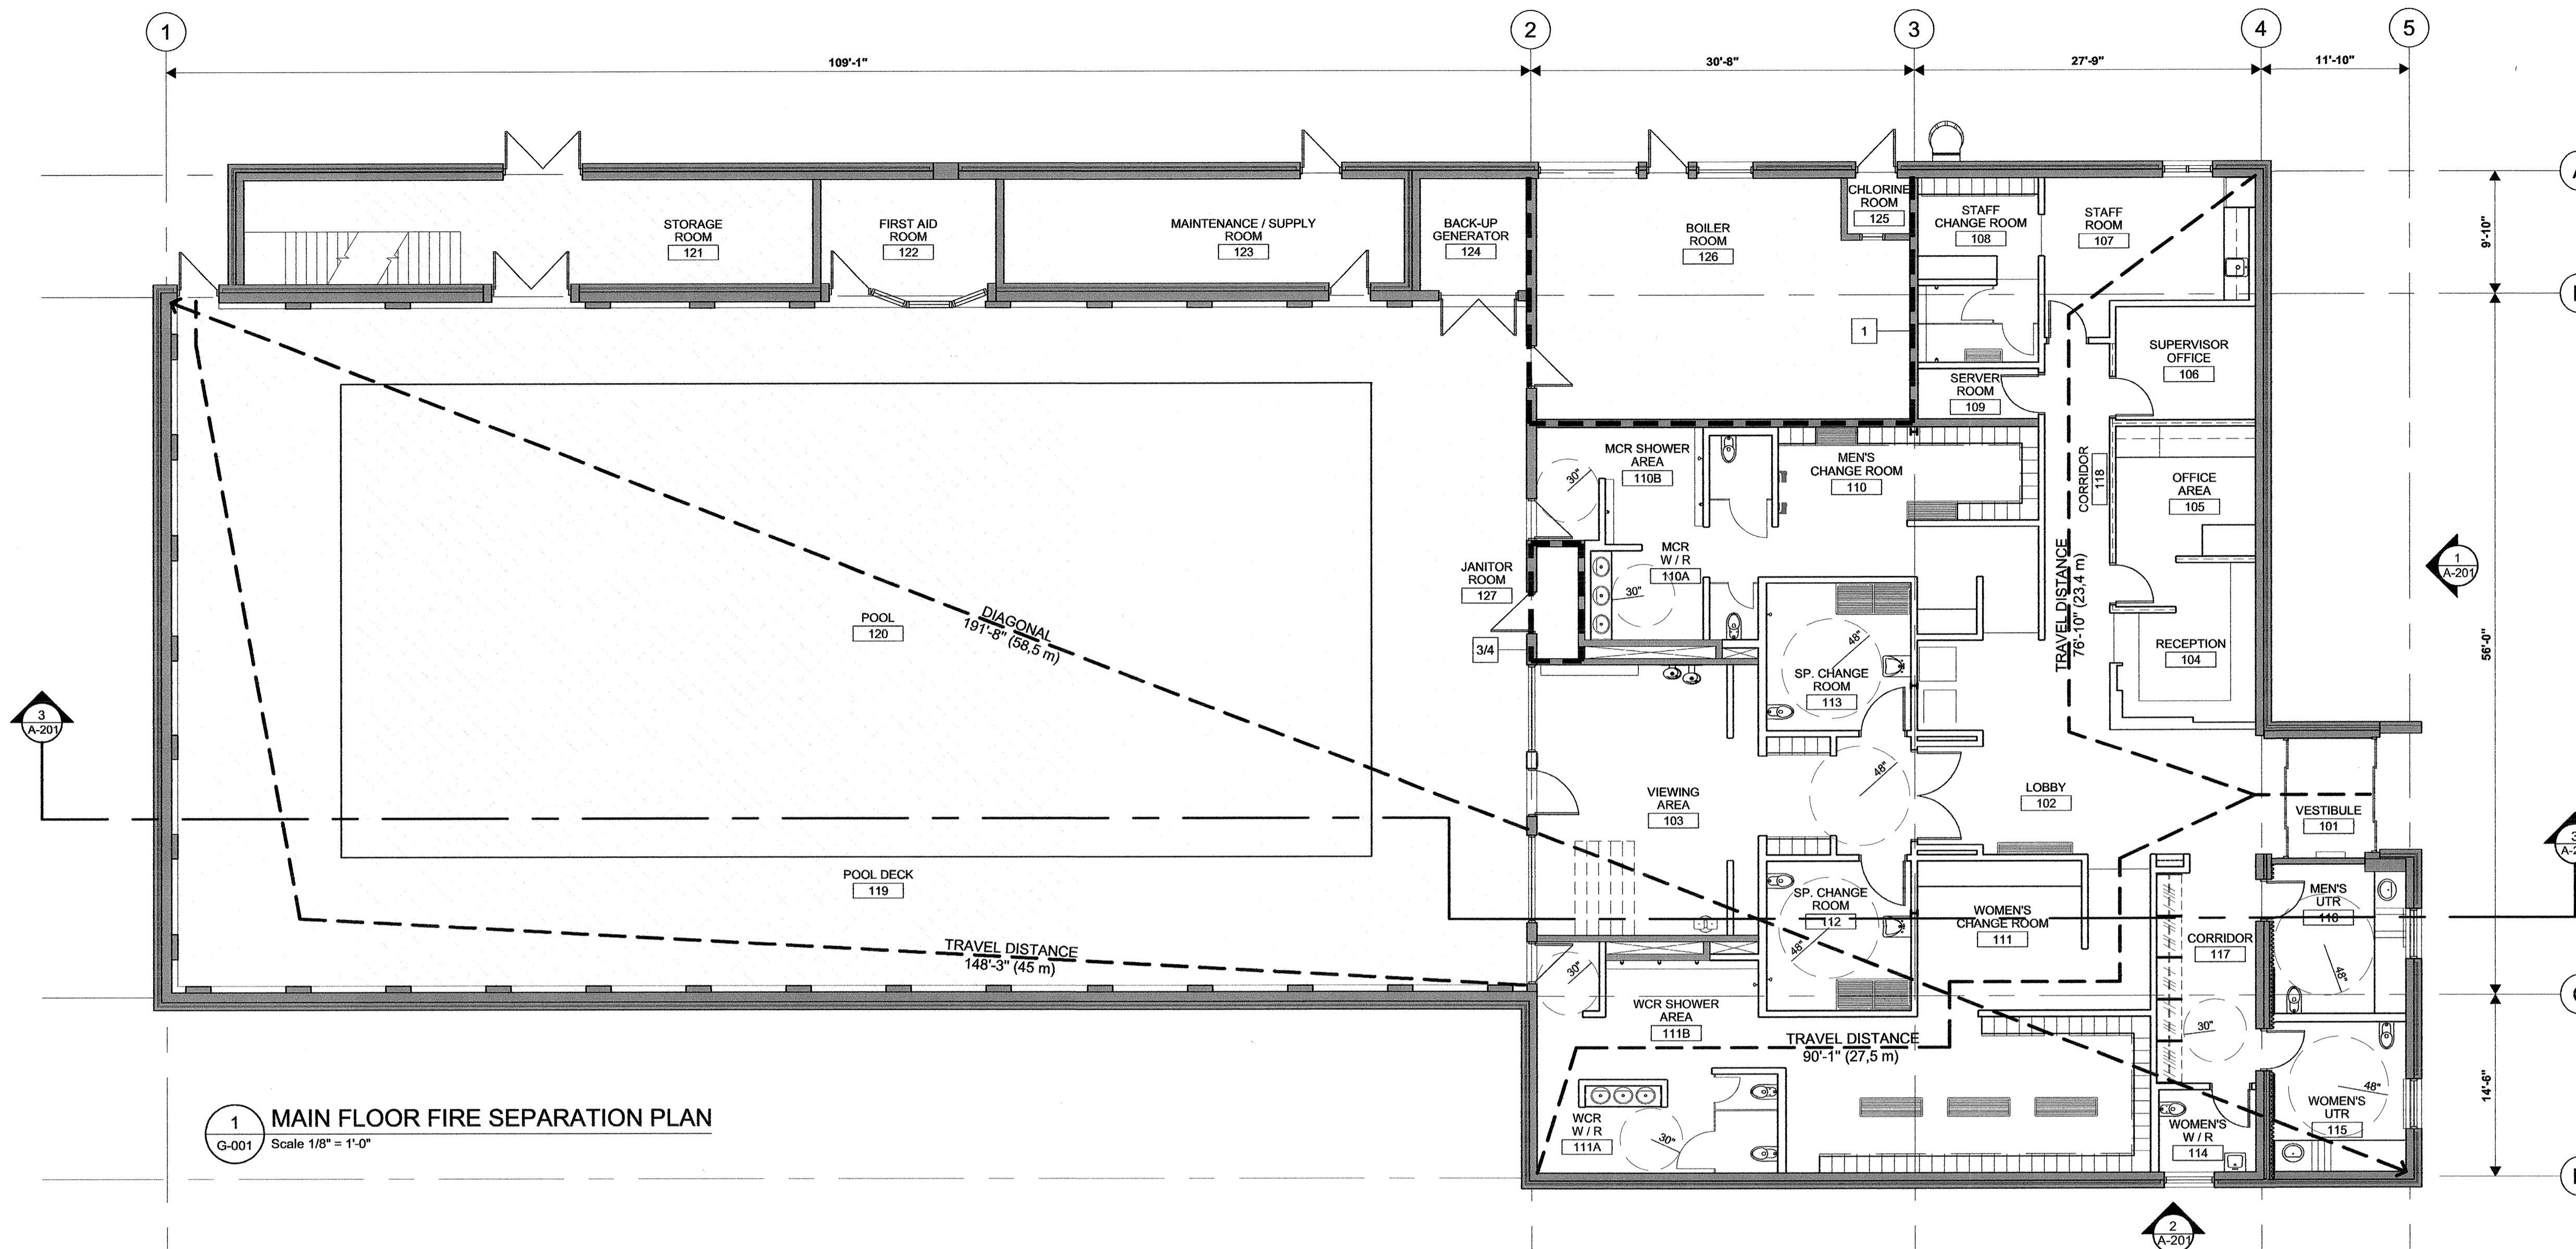 1
2
3
4
5
109'-1"
30'-8"
27'-9"
11'-10"
9'-10"
56'-0"
14'-6"
STORAGE
ROOM
121
FIRST AID
ROOM
122
MAINTENANCE / SUPPLY
ROOM
123
BACK-UP
GENERATOR
124
BOILER
ROOM
126
CHLORINE
ROOM
125
STAFF
CHANGE ROOM
108
STAFF
ROOM
107
1
SUPERVISOR
OFFICE
106
SERVER
ROOM
109
MCR SHOWER
AREA
110B
30"
MEN'S
CHANGE ROOM
110
CORRIDOR
118
OFFICE
AREA
105
JANITOR
ROOM
127
3/4
MCR
W / R
110A
30"
TRAVEL DISTANCE
76'-10" (23,4 m)
1
A-201
POOL
120
DIAGONAL
191'-8" (58,5 m)
48"
SP. CHANGE
ROOM
113
RECEPTION
104
3
A-201
48"
VIEWING
AREA
103
LOBBY
102
VESTIBULE
101
POOL DECK
119
SP. CHANGE
ROOM
112
48"
WOMEN'S
CHANGE ROOM
111
MEN'S
UTR
116
48"
CORRIDOR
117
TRAVEL DISTANCE
148'-3" (45 m)
30"
WCR SHOWER
AREA
111B
TRAVEL DISTANCE
90'-1" (27,5 m)
30"
48"
WCR
W / R
111A
30"
WOMEN'S
UTR
115
WOMEN'S
W / R
114
1
G-001
MAIN FLOOR FIRE SEPARATION PLAN
Scale 1/8" = 1'-0"
2
A-201